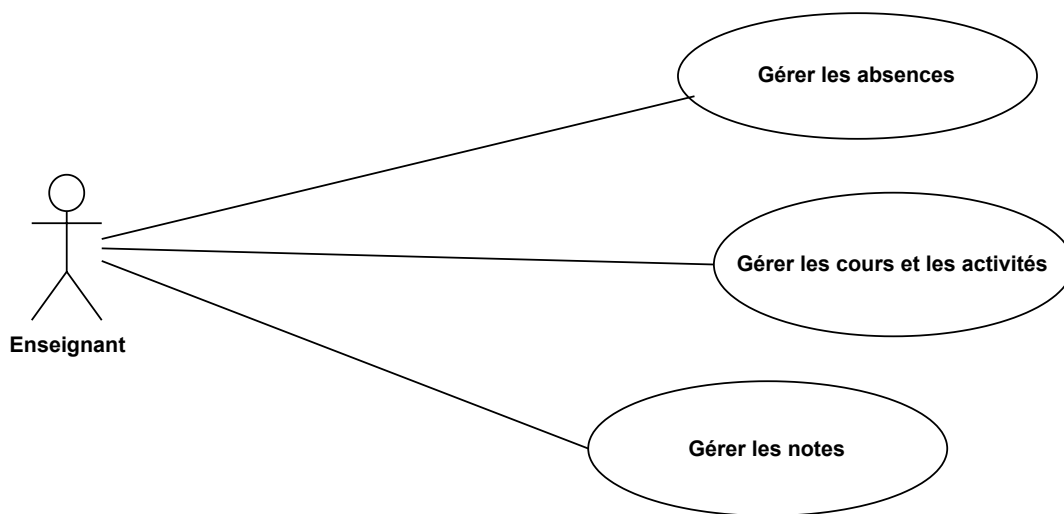 Gérer les absences
Gérer les cours et les activités
Enseignant
Gérer les notes